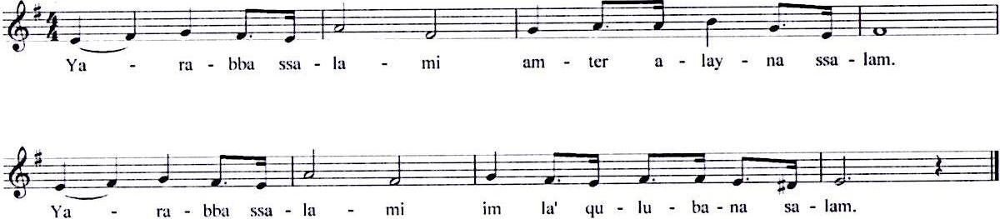 Ya - ra - bba ssa - la - mi am - ter a - lay - na ssa - lam.
Ya - ra - bba ssa - la - mi im la' qu - lu - ba - na sa - lam.